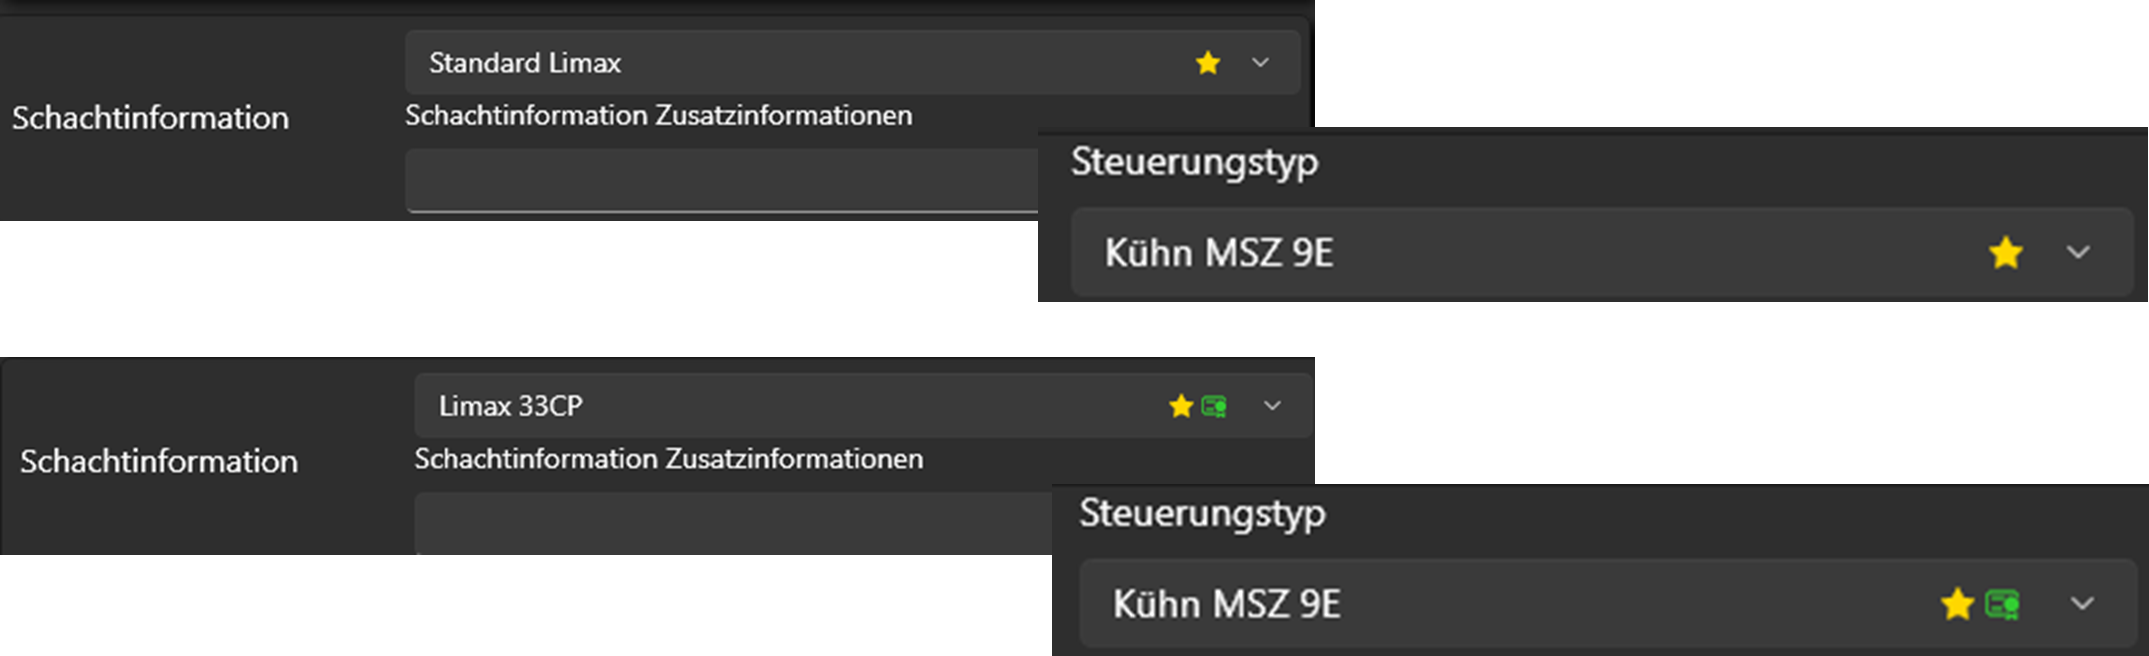 Standard Limax
Schachtinformation
Schachtinformation Zusatzinformationen
Steuerungstyp
Kühn MSZ 9E
Limax 33CP
Schachtinformation
Schachtinformation Zusatzinformationen
Steuerungstyp
Kühn MSZ 9E